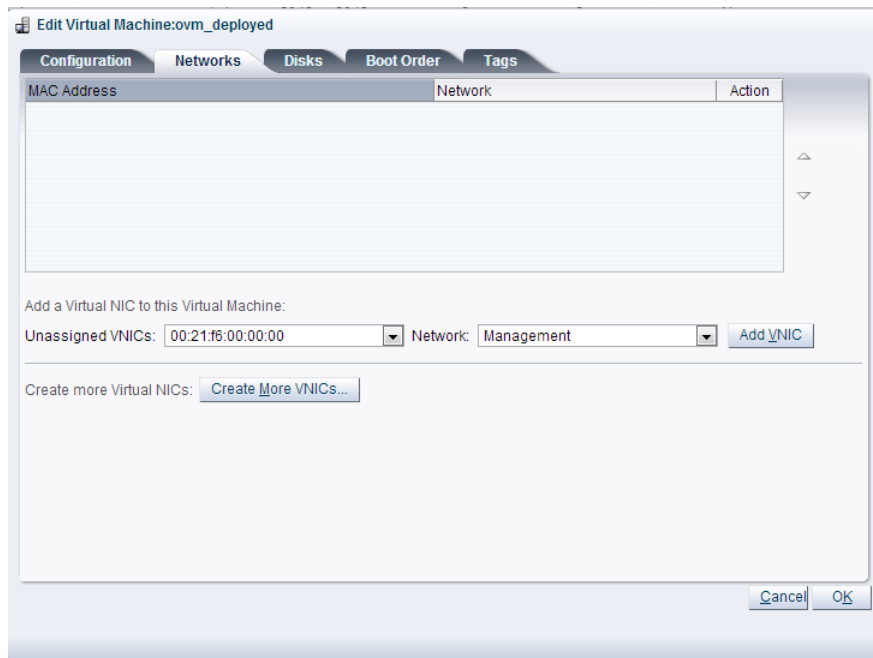 Edit Virtual Machine:ovm_deployed
Configuration Networks Disks Boot Order Tags
MAC Address Network Action
Add a Virtual NIC to this Virtual Machine:
Unassigned VNICs: 00:21:f6:00:00:00 Network: Management Add VNIC
Create more Virtual NICs: Create More VNICs...
Cancel OK